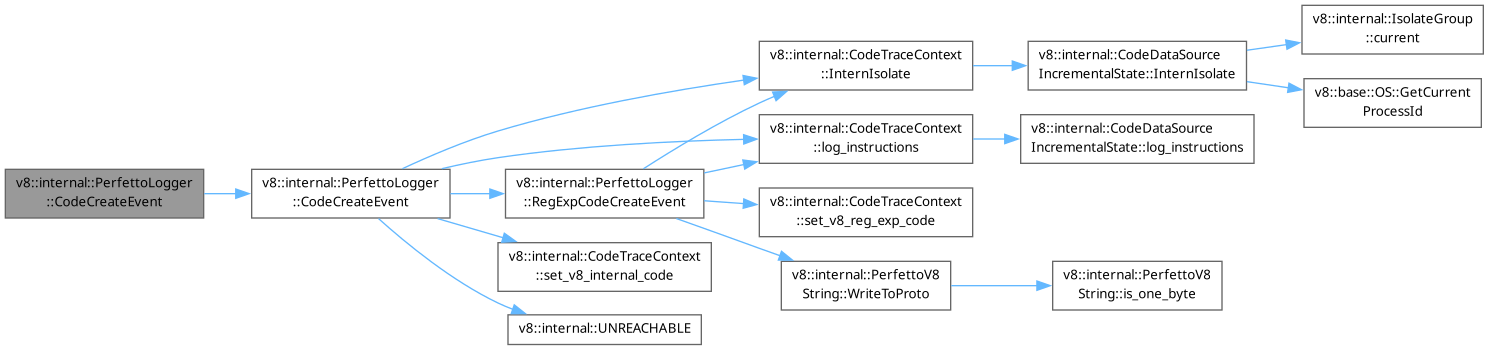 v8::internal::PerfettoLogger
::CodeCreateEvent
v8::internal::PerfettoLogger
::CodeCreateEvent
v8::internal::CodeTraceContext
::InternIsolate
v8::internal::CodeDataSource
IncrementalState::InternIsolate
v8::internal::IsolateGroup
::current
v8::base::OS::GetCurrent
ProcessId
v8::internal::CodeTraceContext
::log_instructions
v8::internal::CodeDataSource
IncrementalState::log_instructions
v8::internal::PerfettoLogger
::RegExpCodeCreateEvent
v8::internal::CodeTraceContext
::set_v8_reg_exp_code
v8::internal::PerfettoV8
String::WriteToProto
v8::internal::PerfettoV8
String::is_one_byte
v8::internal::CodeTraceContext
::set_v8_internal_code
v8::internal::UNREACHABLE